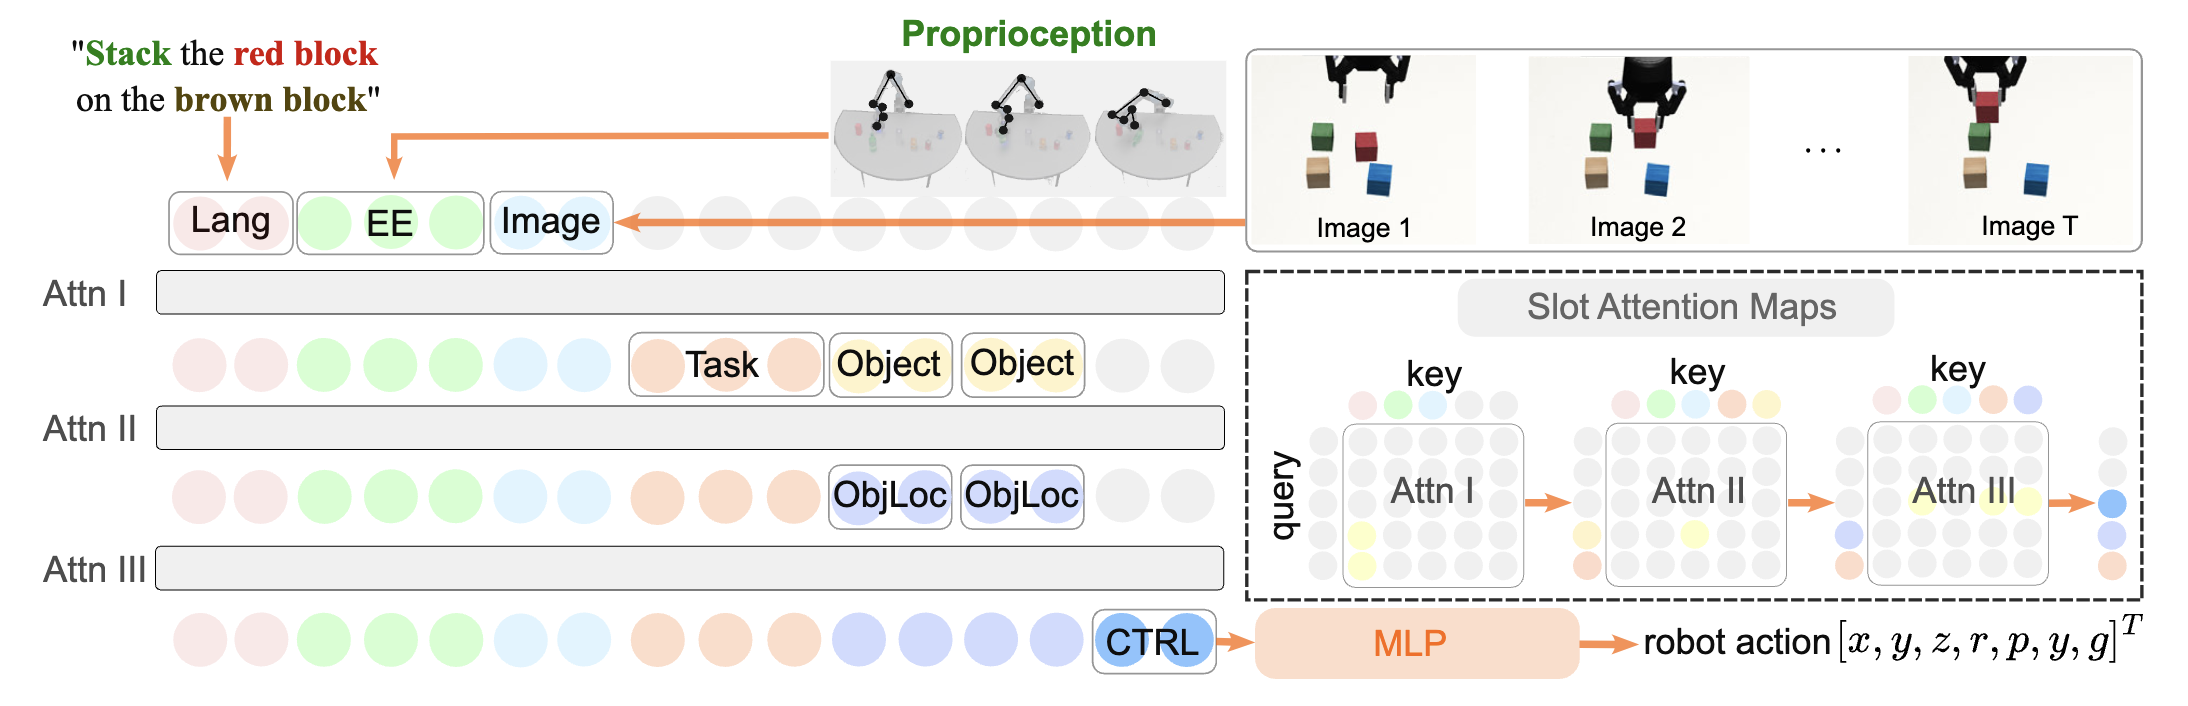 "Stack the red block
on the brown block"
Proprioception
Image 1
Image 2
...
Image T
Lang
EE
Image
Attn I
Task
Object
Object
Attn II
ObjLoc
ObjLoc
Attn III
CTRL
MLP
robot action [x, y, z, r, p, y, g]^T
Slot Attention Maps
key
key
key
query
Attn I
Attn II
Attn III